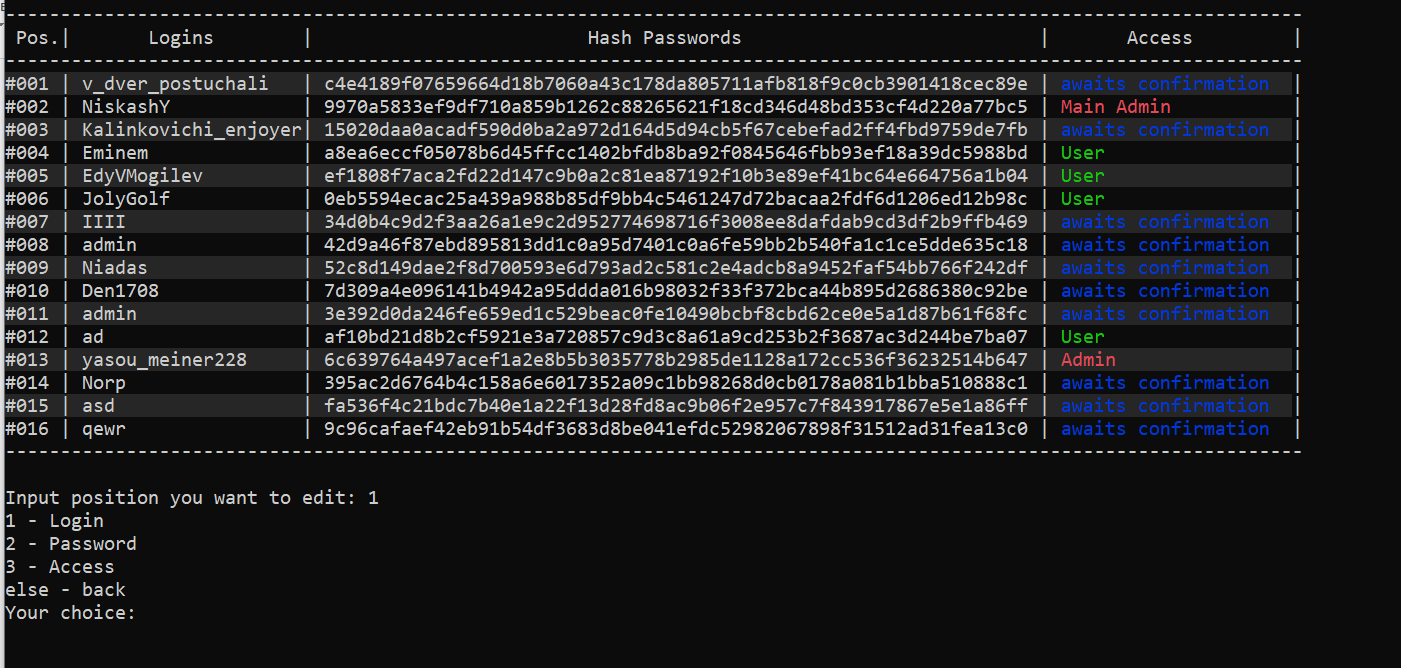 Pos.| Logins | Hash Passwords | Access |
#001 | v_dver_postuchali | c4e4189f07659664d18b7060a43c178da805711afb818f9c0cb3901418cec89e | awaits confirmation |
#002 | NiskashY | 9970a5833ef9df710a859b1262c88265621f18cd346d48bd353cf4d220a77bc5 | Main Admin |
#003 | Kalinkovichi_enjoyer| 15020daa0acadf590d0ba2a972d164d5d94cb5f67cebefad2ff4fbd9759de7fb | awaits confirmation |
#004 | Eminem | a8ea6eccf05078b6d45ffcc1402bfdb8ba92f0845646fbb93ef18a39dc5988bd | User |
#005 | EdyVMogilev | ef1808f7aca2fd22d147c9b0a2c81ea87192f10b3e89ef41bc64e664756a1b04 | User |
#006 | JolyGolf | 0eb5594ecac25a439a988b85df9bb4c5461247d72bacaa2fdf6d1206ed12b98c | User |
#007 | IIII | 34d0b4c9d2f3aa26a1e9c2d952774698716f3008ee8dafdab9cd3df2b9ffb469 | awaits confirmation |
#008 | admin | 42d9a46f87ebd895813dd1c0a95d7401c0a6fe59bb2b540fa1c1ce5dde635c18 | awaits confirmation |
#009 | Niadas | 52c8d149dae2f8d700593e6d793ad2c581c2e4adcb8a9452faf54bb766f242df | awaits confirmation |
#010 | Den1708 | 7d309a4e096141b4942a95ddda016b98032f33f372bca44b895d2686380c92be | awaits confirmation |
#011 | admin | 3e392d0da246fe659ed1c529beac0fe10490bcbf8cbd62ce0e5a1d87b61f68fc | awaits confirmation |
#012 | ad | af10bd21d8b2cf5921e3a720857c9d3c8a61a9cd253b2f3687ac3d244be7ba07 | User |
#013 | yasou_meiner228 | 6c639764a497acef1a2e8b5b3035778b2985de1128a172cc536f36232514b647 | Admin |
#014 | Norp | 395ac2d6764b4c158a6e6017352a09c1bb98268d0cb0178a081b1bba510888c1 | awaits confirmation |
#015 | asd | fa536f4c21bdc7b40e1a22f13d28fd8ac9b06f2e957c7f843917867e5e1a86ff | awaits confirmation |
#016 | qewr | 9c96cafaef42eb91b54df3683d8be041efdc52982067898f31512ad31fea13c0 | awaits confirmation |
Input position you want to edit: 1
1 - Login
2 - Password
3 - Access
else - back
Your choice: